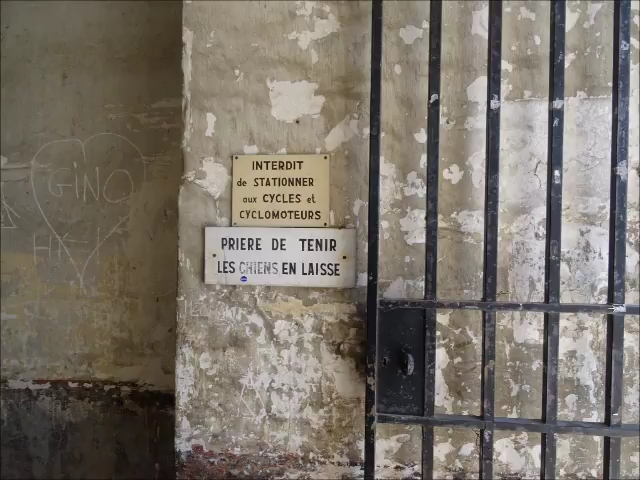 INTERDIT
de STATIONNER
aux CYCLES et
CYCLOMOTEURS
PRIERE DE TENIR
LES CHIENS EN LAISSE
GINO